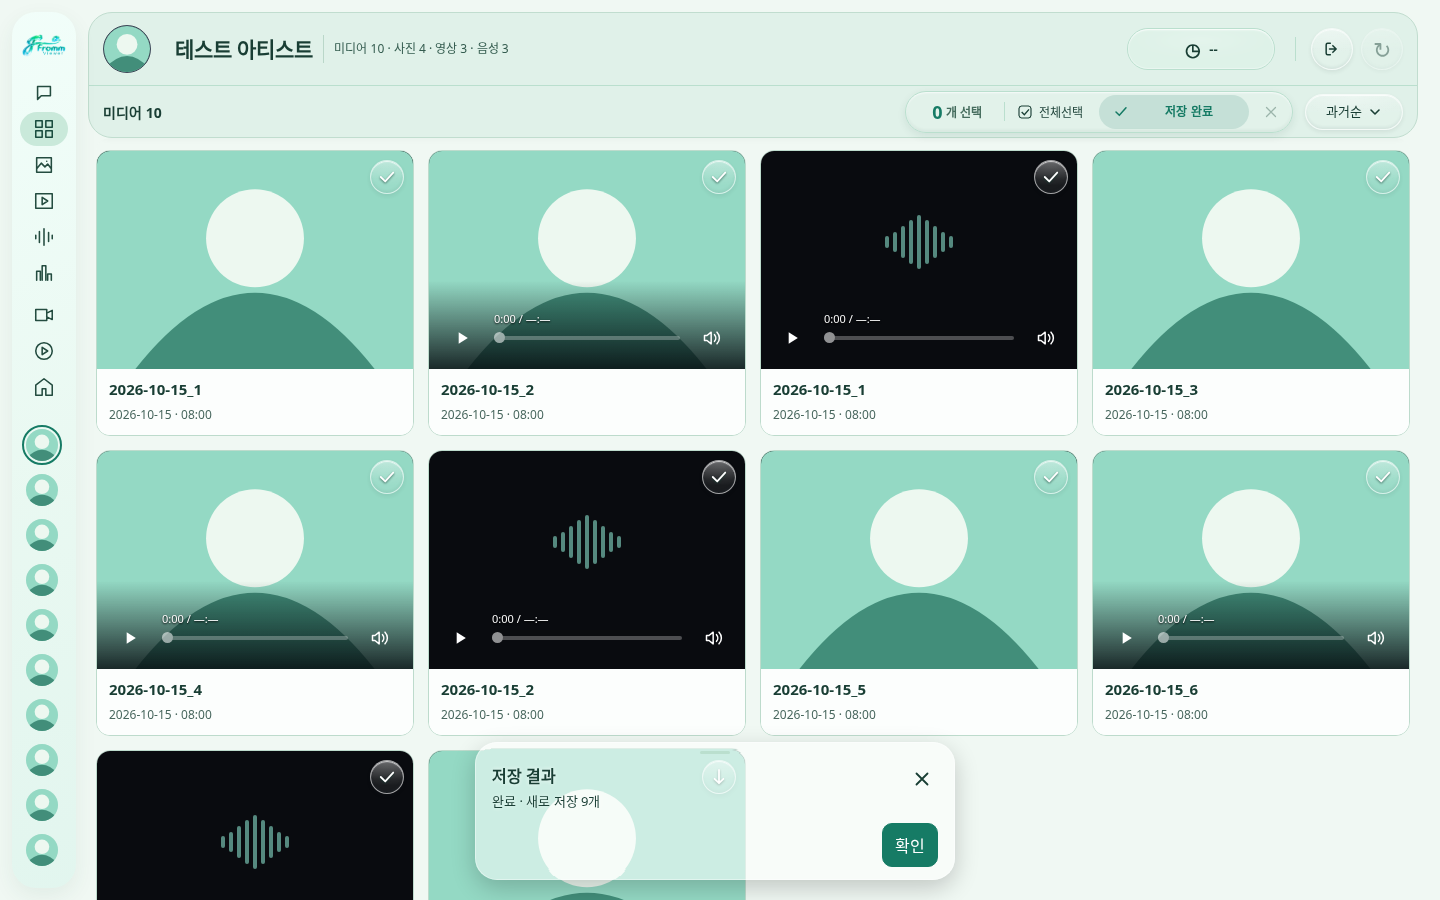 Fromm
Viewer
테스트 아티스트
미디어 10 · 사진 4 · 영상 3 · 음성 3
--
미디어 10
0 개 선택
전체선택
저장 완료
과거순
0:00 / —:—
0:00 / —:—
2026-10-15_1
2026-10-15_2
2026-10-15_1
2026-10-15_3
2026-10-15 · 08:00
2026-10-15 · 08:00
2026-10-15 · 08:00
2026-10-15 · 08:00
0:00 / —:—
0:00 / —:—
0:00 / —:—
2026-10-15_4
2026-10-15_2
2026-10-15_5
2026-10-15_6
2026-10-15 · 08:00
2026-10-15 · 08:00
2026-10-15 · 08:00
2026-10-15 · 08:00
저장 결과
완료 · 새로 저장 9개
확인